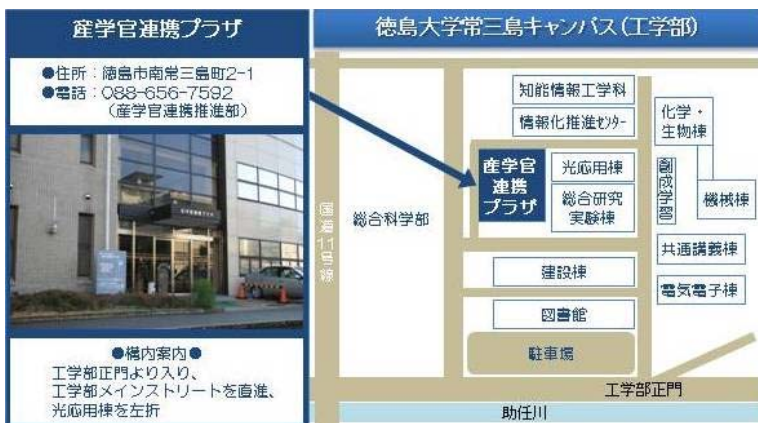 産学官連携プラザ
●住所：徳島市南常三島町2-1
●電話：088-656-7592
(産学官連携推進部)
●構内案内●
工学部正門より入り、
工学部メインストリートを直進、
光応用棟を左折
徳島大学常三島キャンパス(工学部)
国道11号線
総合科学部
知能情報工学科
情報化推進センター
産学官
連携
プラザ
光応用棟
総合研究
実験棟
建設棟
図書館
駐車場
化学・
生物棟
創成学習
機械棟
共通講義棟
電気電子棟
工学部正門
助任川